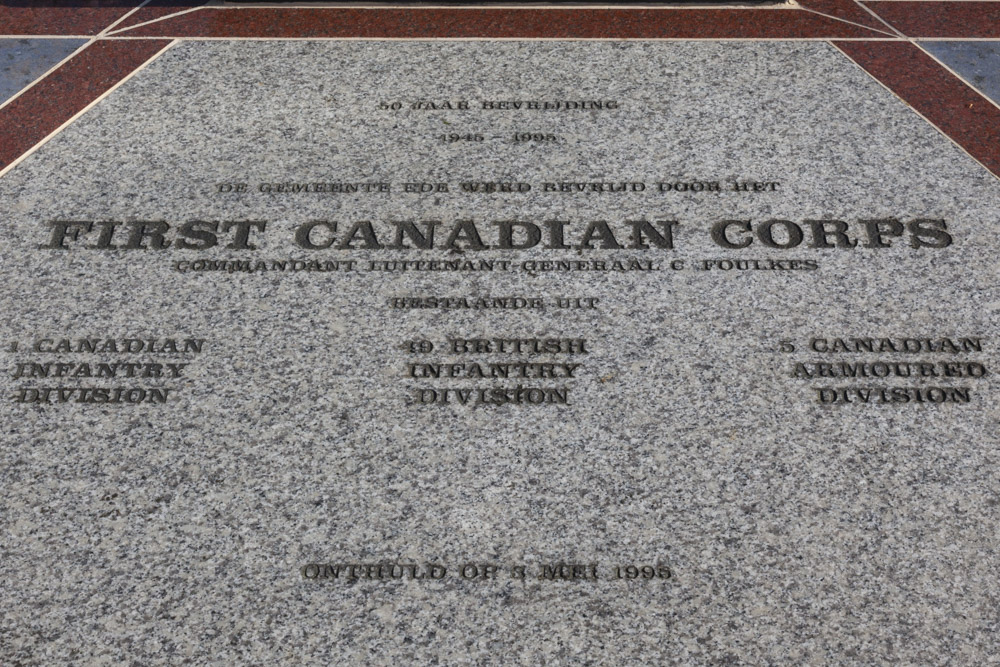 50 JAAR BEVRIJDING
1945 - 1995
DE GEMEENTE EDE WERD BEVRIJD DOOR HET
FIRST CANADIAN CORPS
COMMANDANT LUITENANT-GENERAAL C. FOULKES
BESTAANDE UIT
1 CANADIAN INFANTRY DIVISION
49 BRITISH INFANTRY DIVISION
5 CANADIAN ARMOURED DIVISION
ONTHULD OP 3 MEI 1995